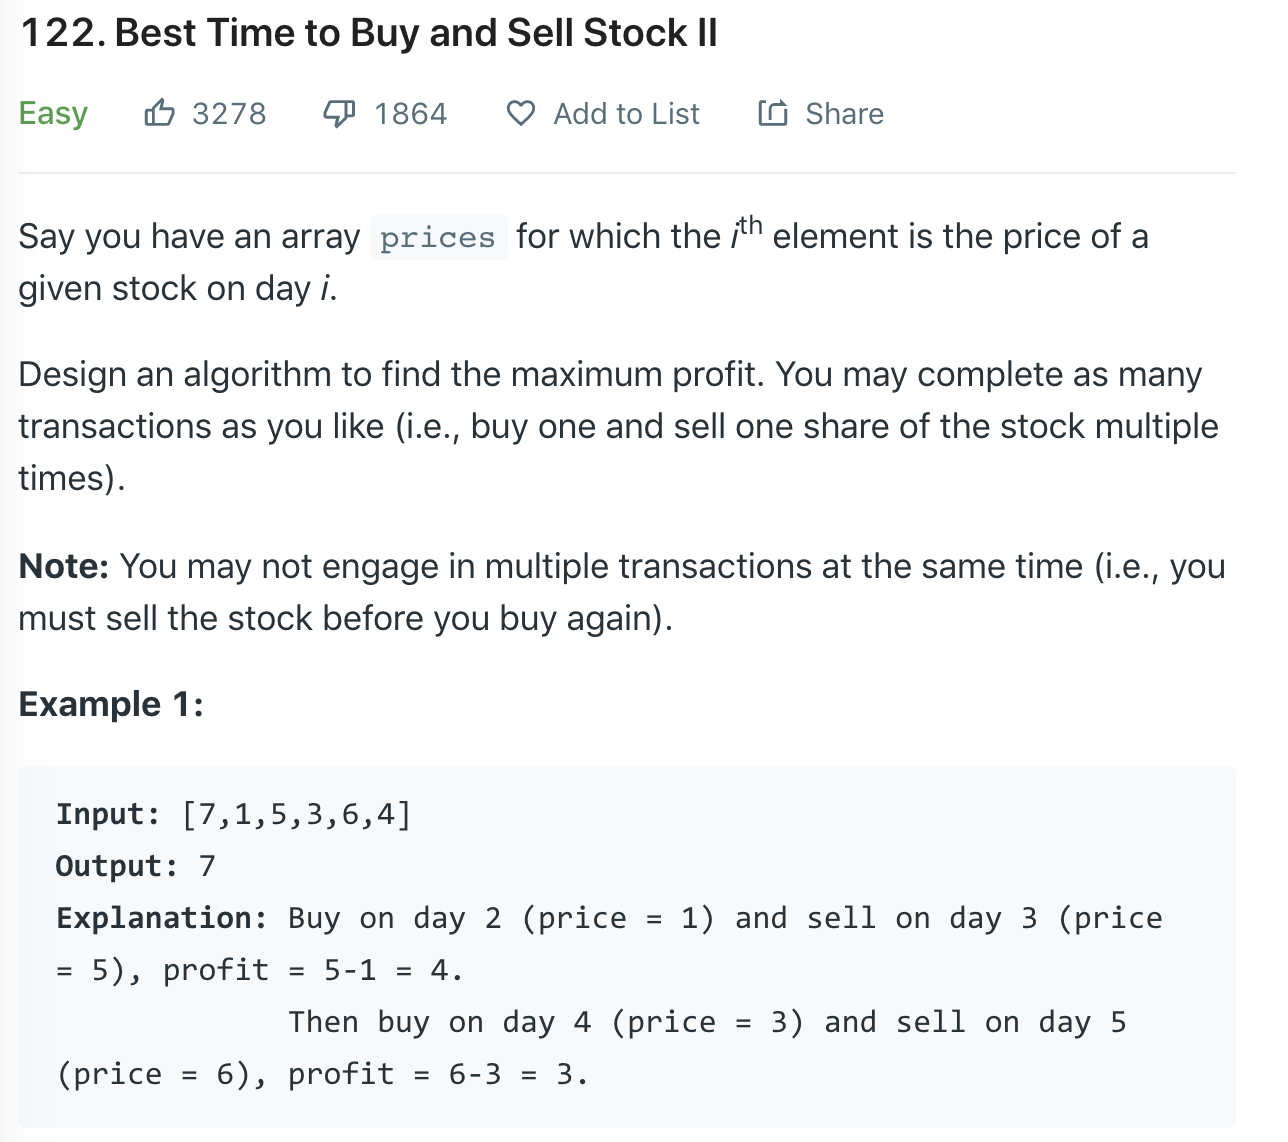 122. Best Time to Buy and Sell Stock II
Easy 3278 1864 Add to List Share
Say you have an array prices for which the ith element is the price of a
given stock on day i.
Design an algorithm to find the maximum profit. You may complete as many
transactions as you like (i.e., buy one and sell one share of the stock multiple
times).
Note: You may not engage in multiple transactions at the same time (i.e., you
must sell the stock before you buy again).
Example 1:
Input: [7,1,5,3,6,4]
Output: 7
Explanation: Buy on day 2 (price = 1) and sell on day 3 (price
= 5), profit = 5-1 = 4.
Then buy on day 4 (price = 3) and sell on day 5
(price = 6), profit = 6-3 = 3.